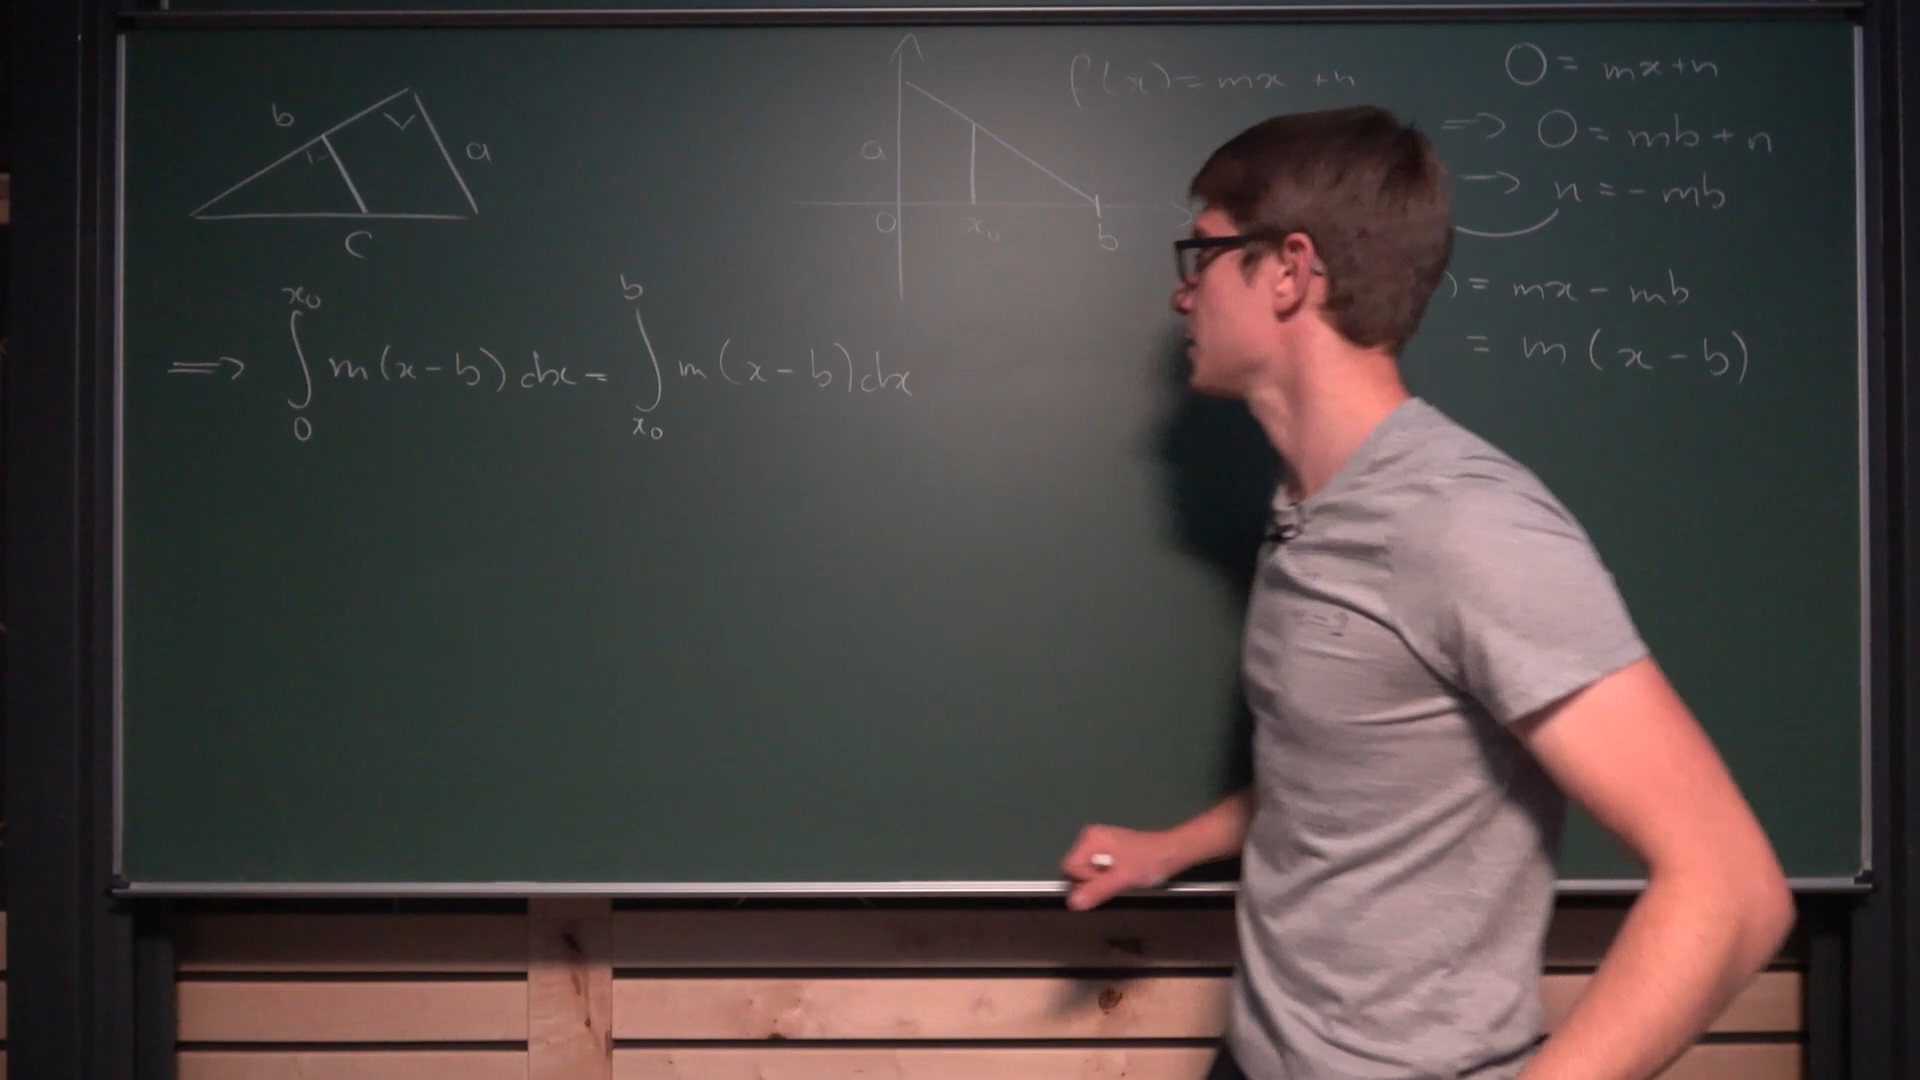 b
a
c
a
0
x₀
b
f(x) = mx + n
0 = mx + n
=> 0 = mb + n
-> n = - mb
) = mx - mb
= m (x - b)
=> ∫₀^{x₀} m(x - b) dx = ∫_{x₀}^{b} m(x - b) dx